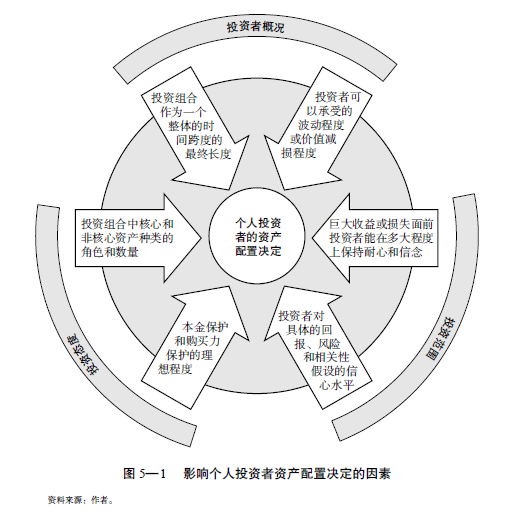 投资者概况
投资组合
作为一个
整体的时
间跨度的
最终长度
投资者可
以承受的
波动程度
或价值减
损程度
投资组合中核心和
非核心资产种类的
角色和数量
个人投资
者的资产
配置决定
巨大收益或损失面前
投资者能在多大程度
上保持耐心和信念
本金保护
和购买力
保护的理
想程度
投资者对
具体的回
报、风险
和相关性
假设的信
心水平
投资态度
投资范围
图 5—1 影响个人投资者资产配置决定的因素
资料来源：作者。